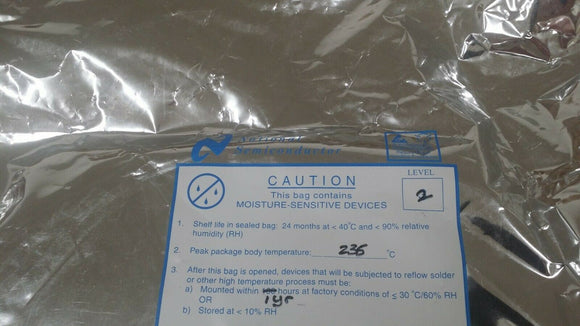 National
Semiconductor
LEVEL
2
CAUTION
This bag contains
MOISTURE-SENSITIVE DEVICES
1. Shelf life in sealed bag: 24 months at < 40°C and < 90% relative
humidity (RH)
2. Peak package body temperature: 235 °C
3. After this bag is opened, devices that will be subjected to reflow solder
or other high temperature process must be:
a) Mounted within hours at factory conditions of ≤ 30 °C/60% RH
OR 1yr
b) Stored at < 10% RH